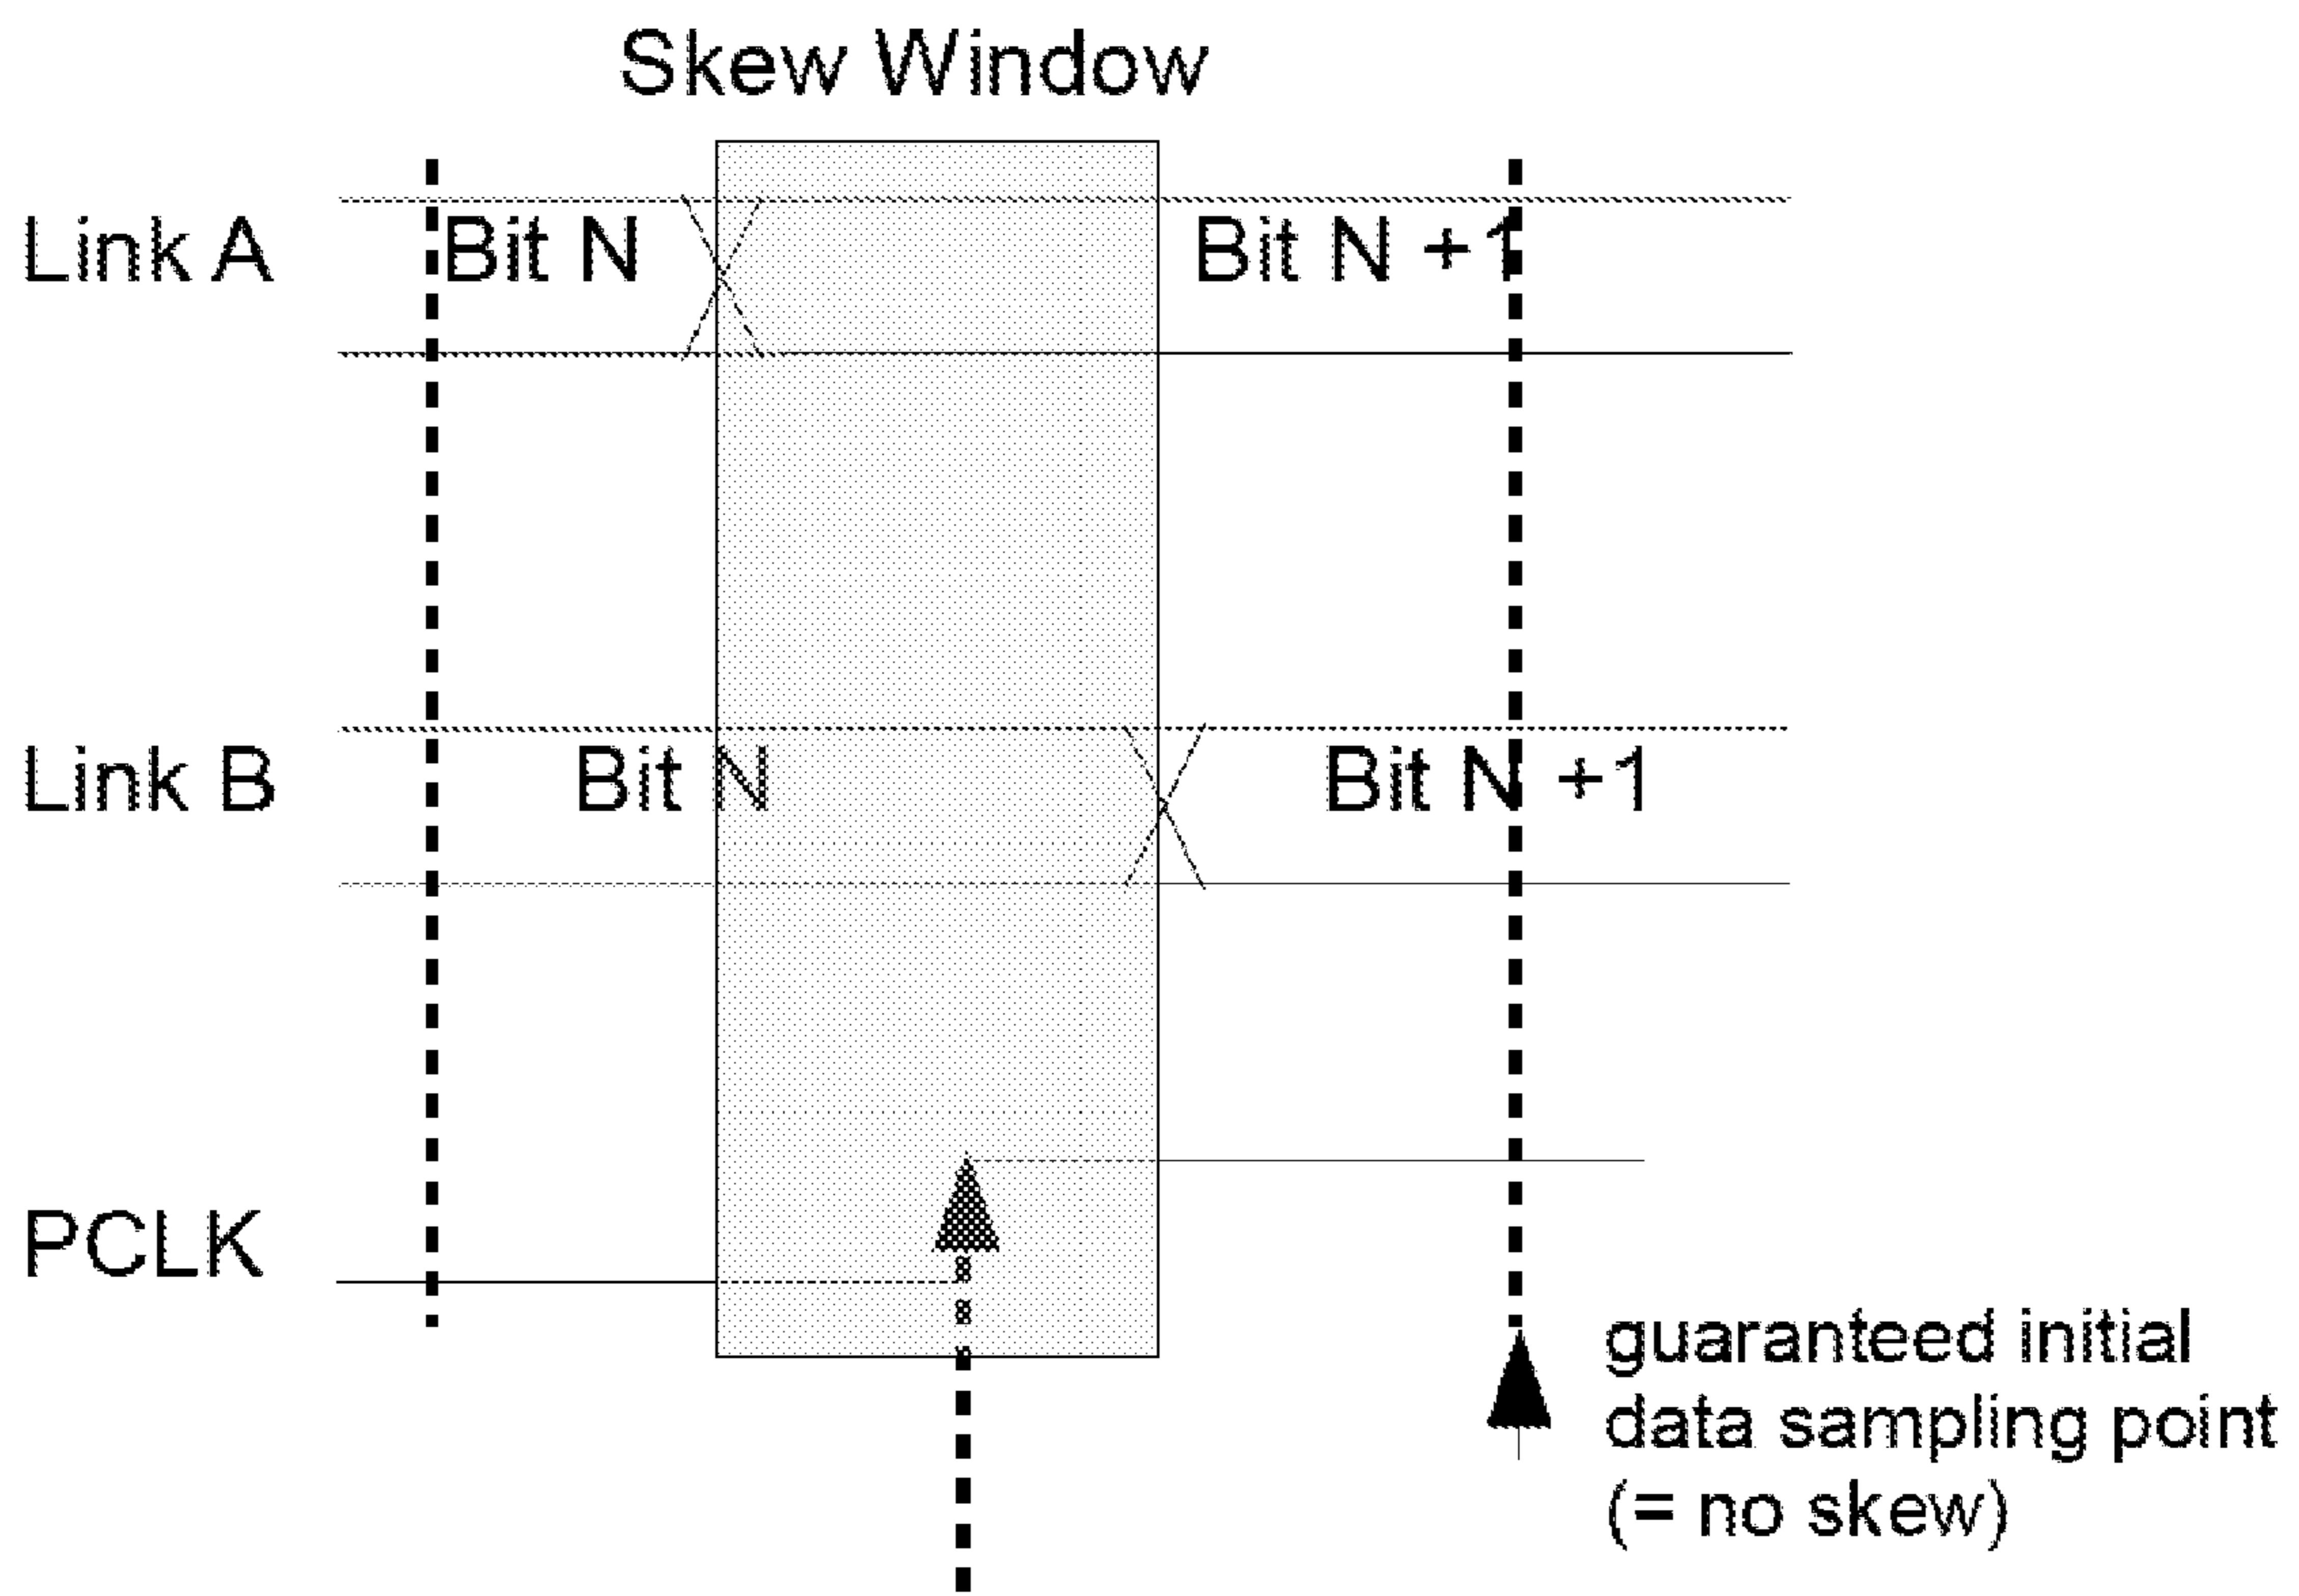 Skew Window
Link A Bit N Bit N +1
Link B Bit N Bit N +1
PCLK
guaranteed initial
data sampling point
(= no skew)